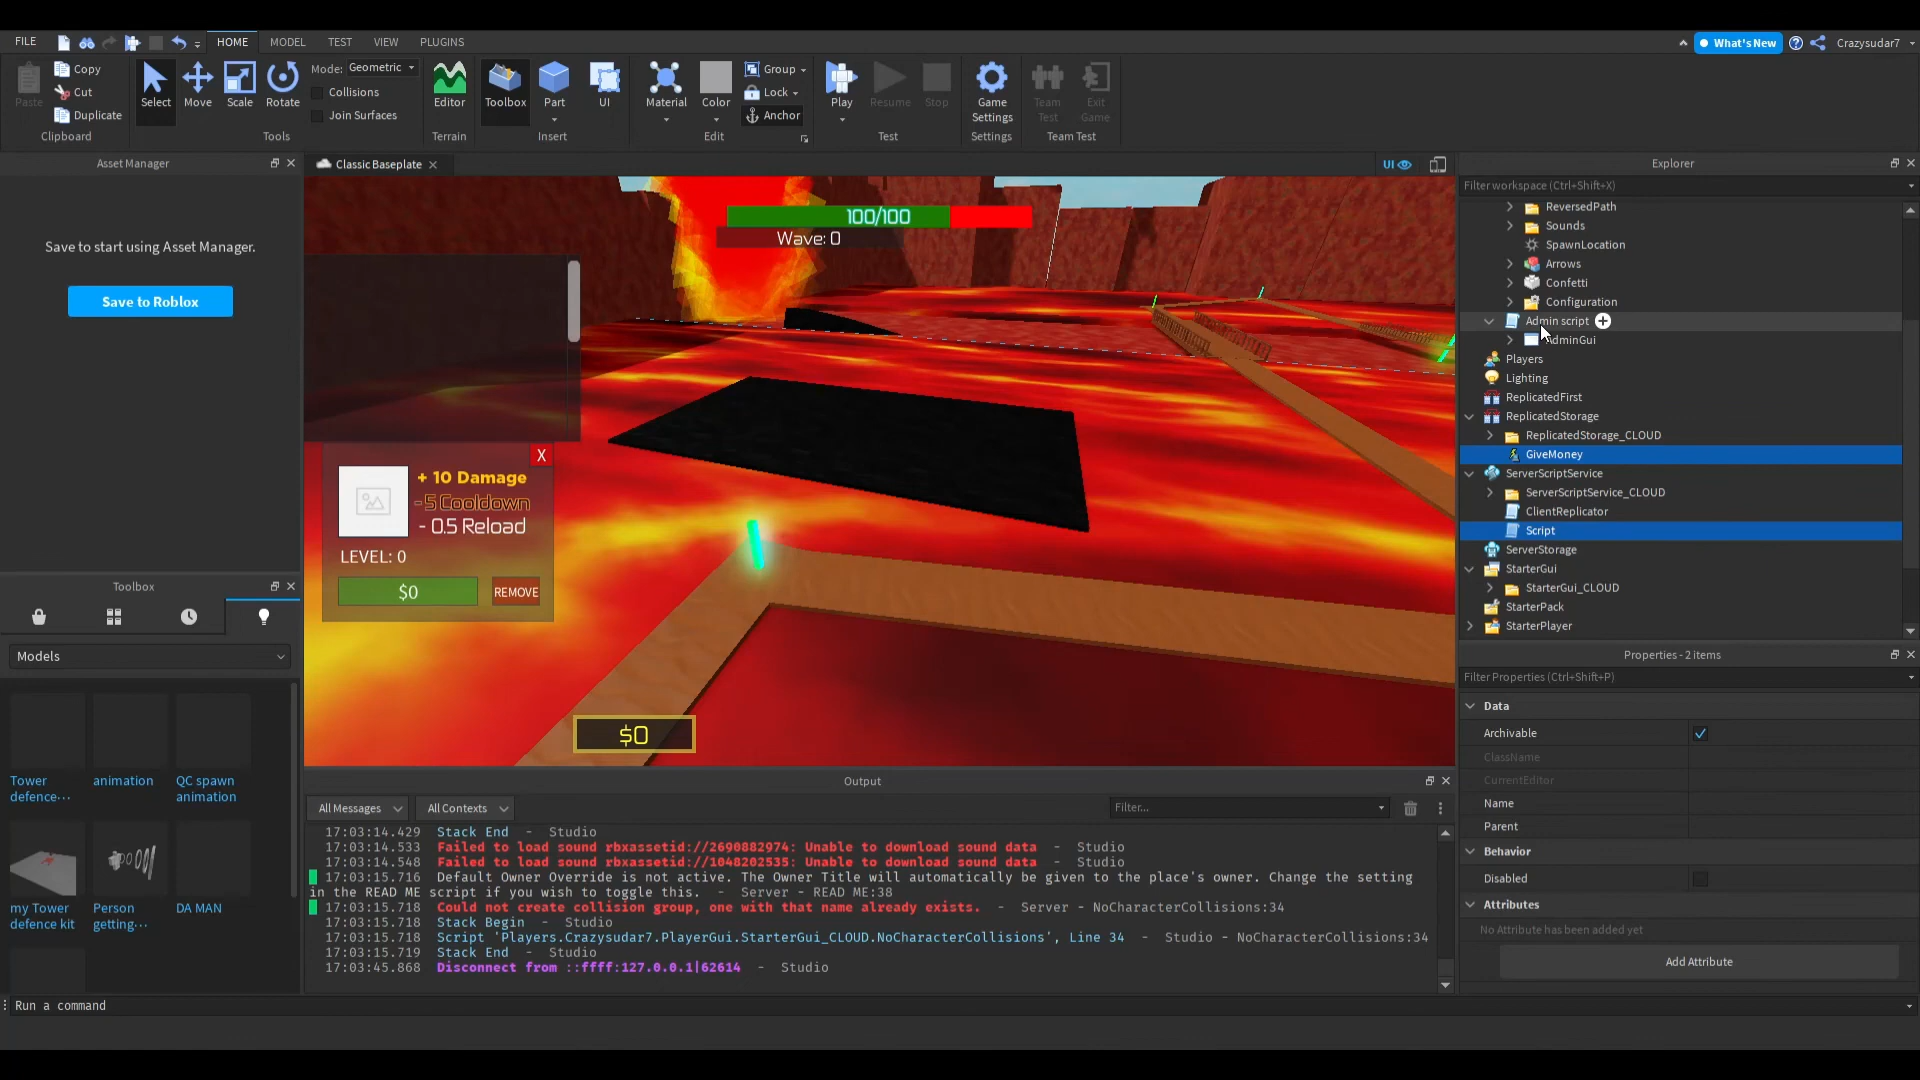 FILE
HOME
MODEL
TEST
VIEW
PLUGINS
What's New
Crazysudar7
Paste
Copy
Cut
Duplicate
Clipboard
Select
Move
Scale
Rotate
Mode: Geometric
Collisions
Join Surfaces
Tools
Editor
Terrain
Toolbox
Part
UI
Insert
Material
Color
Group
Lock
Anchor
Edit
Play
Resume
Stop
Test
Game
Settings
Settings
Team
Test
Exit
Game
Team Test
Asset Manager
Save to start using Asset Manager.
Save to Roblox
Toolbox
Models
Tower
defence...
animation
QC spawn
animation
my Tower
defence kit
Person
getting...
DA MAN
Classic Baseplate
UI
100/100
Wave: 0
X
+ 10 Damage
- 5 Cooldown
- 0.5 Reload
LEVEL: 0
$0
REMOVE
$0
Output
All Messages
All Contexts
Filter...
17:03:14.429 Stack End - Studio
17:03:14.533 Failed to load sound rbxassetid://2690882974: Unable to download sound data - Studio
17:03:14.548 Failed to load sound rbxassetid://1048202535: Unable to download sound data - Studio
17:03:15.716 Default Owner Override is not active. The Owner Title will automatically be given to the place's owner. Change the setting
in the READ ME script if you wish to toggle this. - Server - READ ME:38
17:03:15.718 Could not create collision group, one with that name already exists. - Server - NoCharacterCollisions:34
17:03:15.718 Stack Begin - Studio
17:03:15.718 Script 'Players.Crazysudar7.PlayerGui.StarterGui_CLOUD.NoCharacterCollisions', Line 34 - Studio - NoCharacterCollisions:34
17:03:15.719 Stack End - Studio
17:03:45.868 Disconnect from ::ffff:127.0.0.1|62614 - Studio
Run a command
Explorer
Filter workspace (Ctrl+Shift+X)
ReversedPath
Sounds
SpawnLocation
Arrows
Confetti
Configuration
Admin script
AdminGui
Players
Lighting
ReplicatedFirst
ReplicatedStorage
ReplicatedStorage_CLOUD
GiveMoney
ServerScriptService
ServerScriptService_CLOUD
ClientReplicator
Script
ServerStorage
StarterGui
StarterGui_CLOUD
StarterPack
StarterPlayer
Properties - 2 items
Filter Properties (Ctrl+Shift+P)
Data
Archivable
ClassName
CurrentEditor
Name
Parent
Behavior
Disabled
Attributes
No Attribute has been added yet
Add Attribute